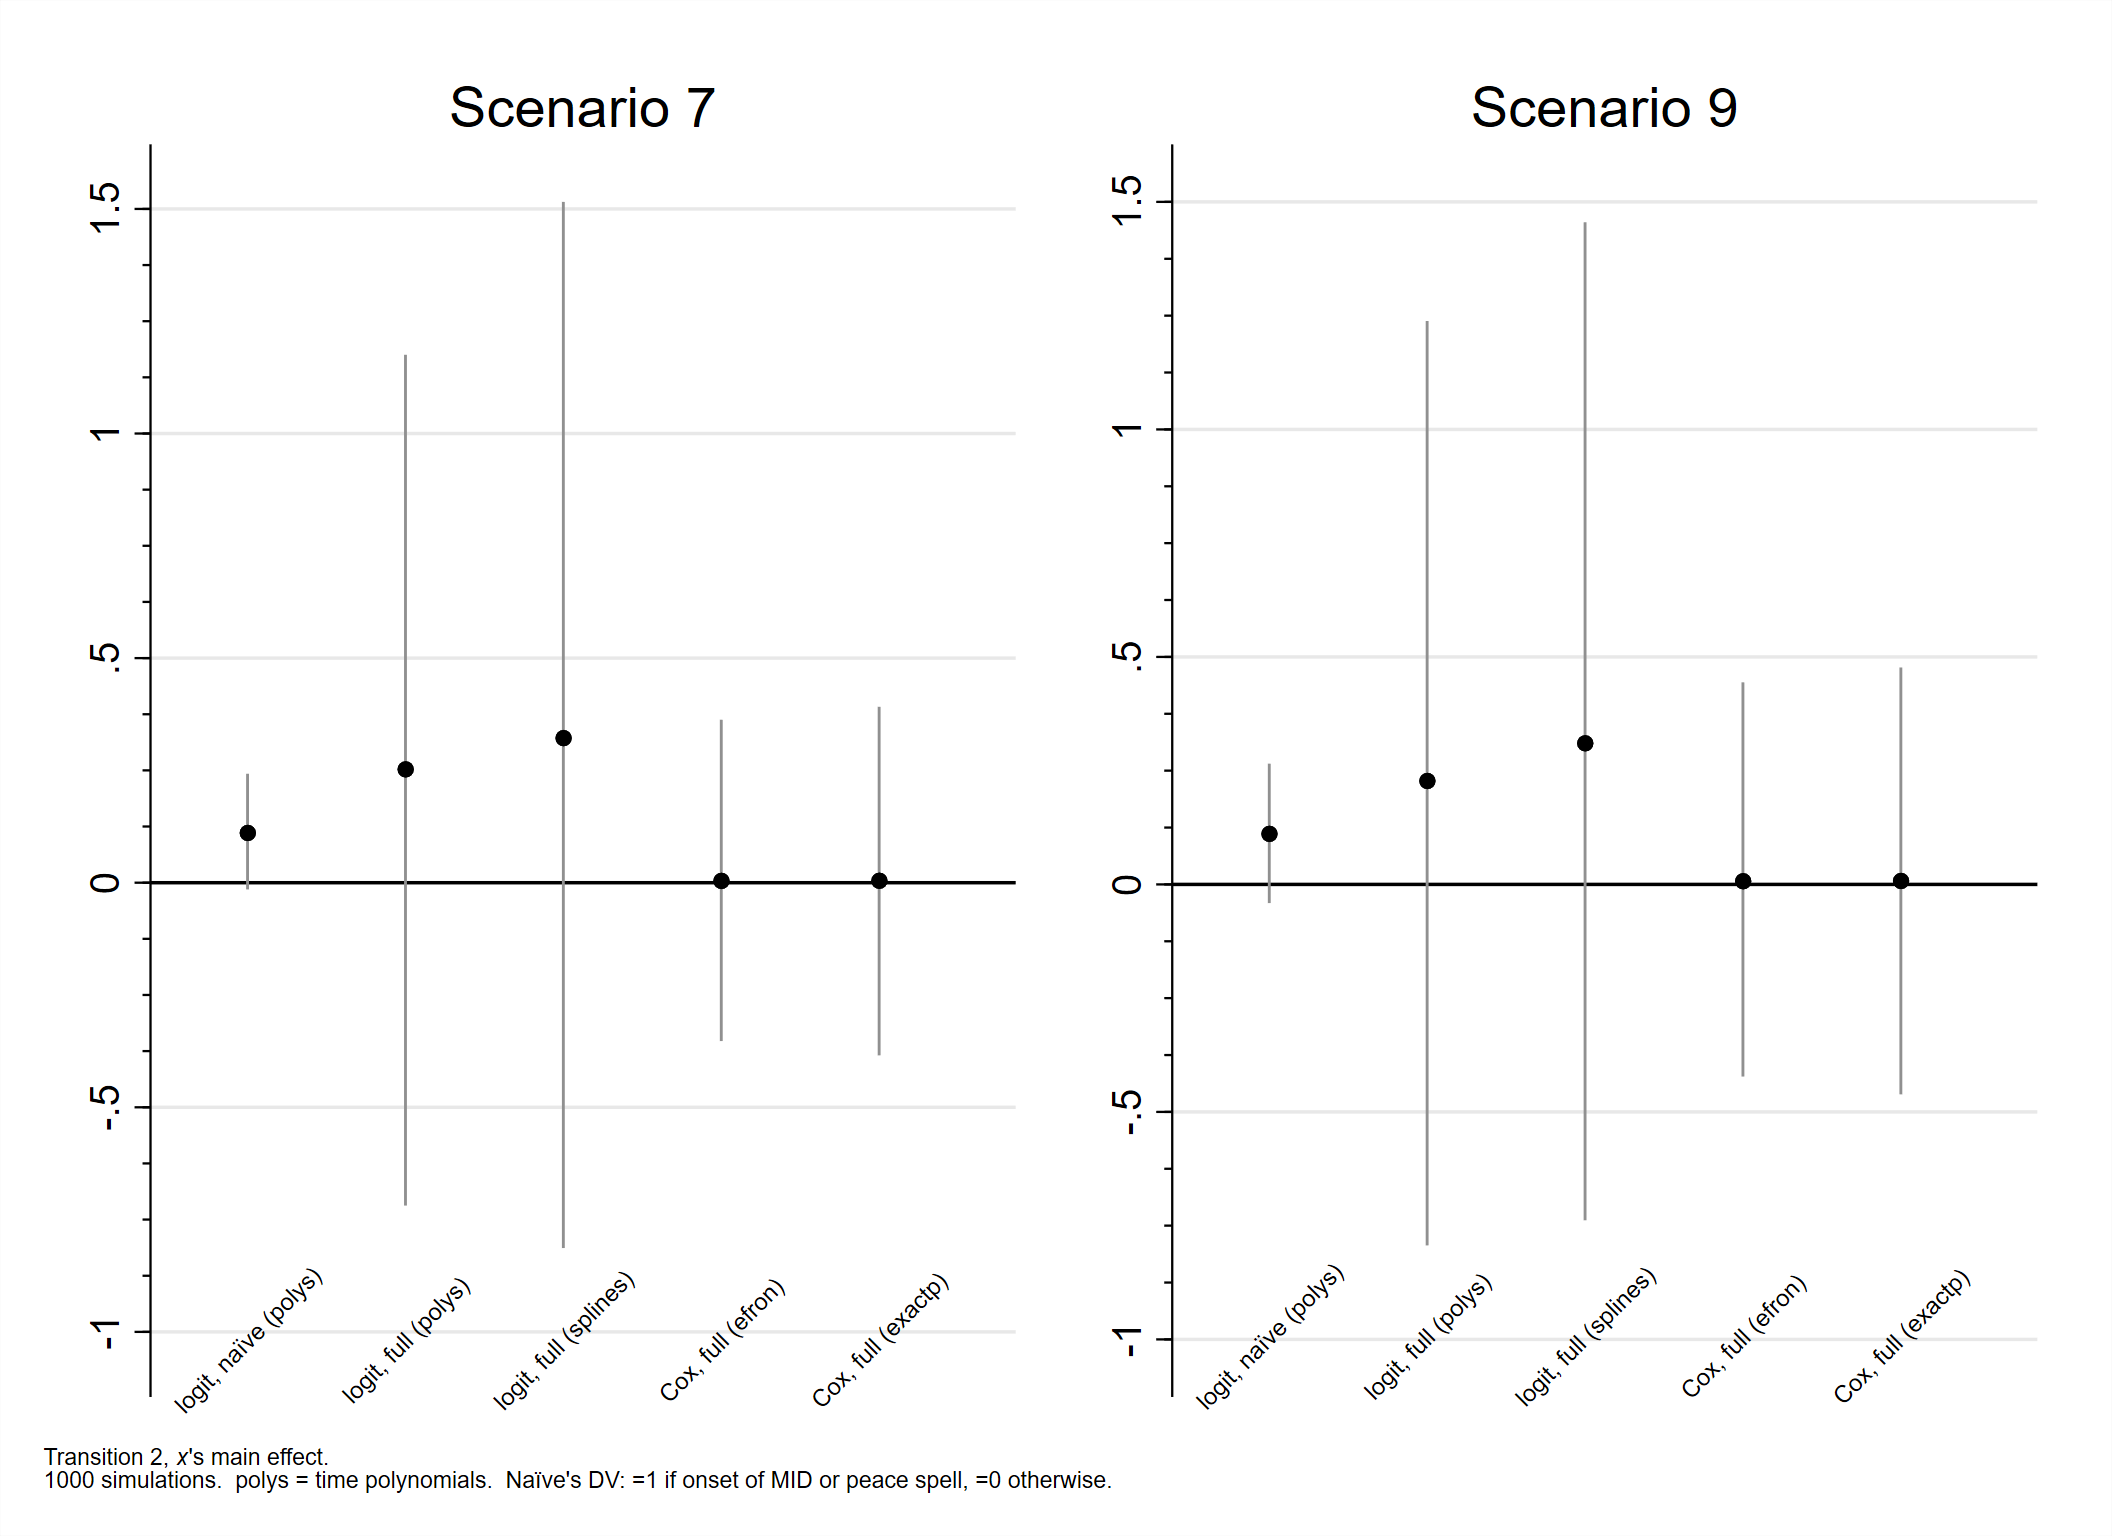 Scenario 7
1.5
1
.5
0
-.5
-1
logit, naïve (polys)
logit, full (polys)
logit, full (splines)
Cox, full (efron)
Cox, full (exactp)
Scenario 9
1.5
1
.5
0
-.5
-1
logit, naïve (polys)
logit, full (polys)
logit, full (splines)
Cox, full (efron)
Cox, full (exactp)
Transition 2, x's main effect.
1000 simulations.  polys = time polynomials.  Naïve's DV: =1 if onset of MID or peace spell, =0 otherwise.